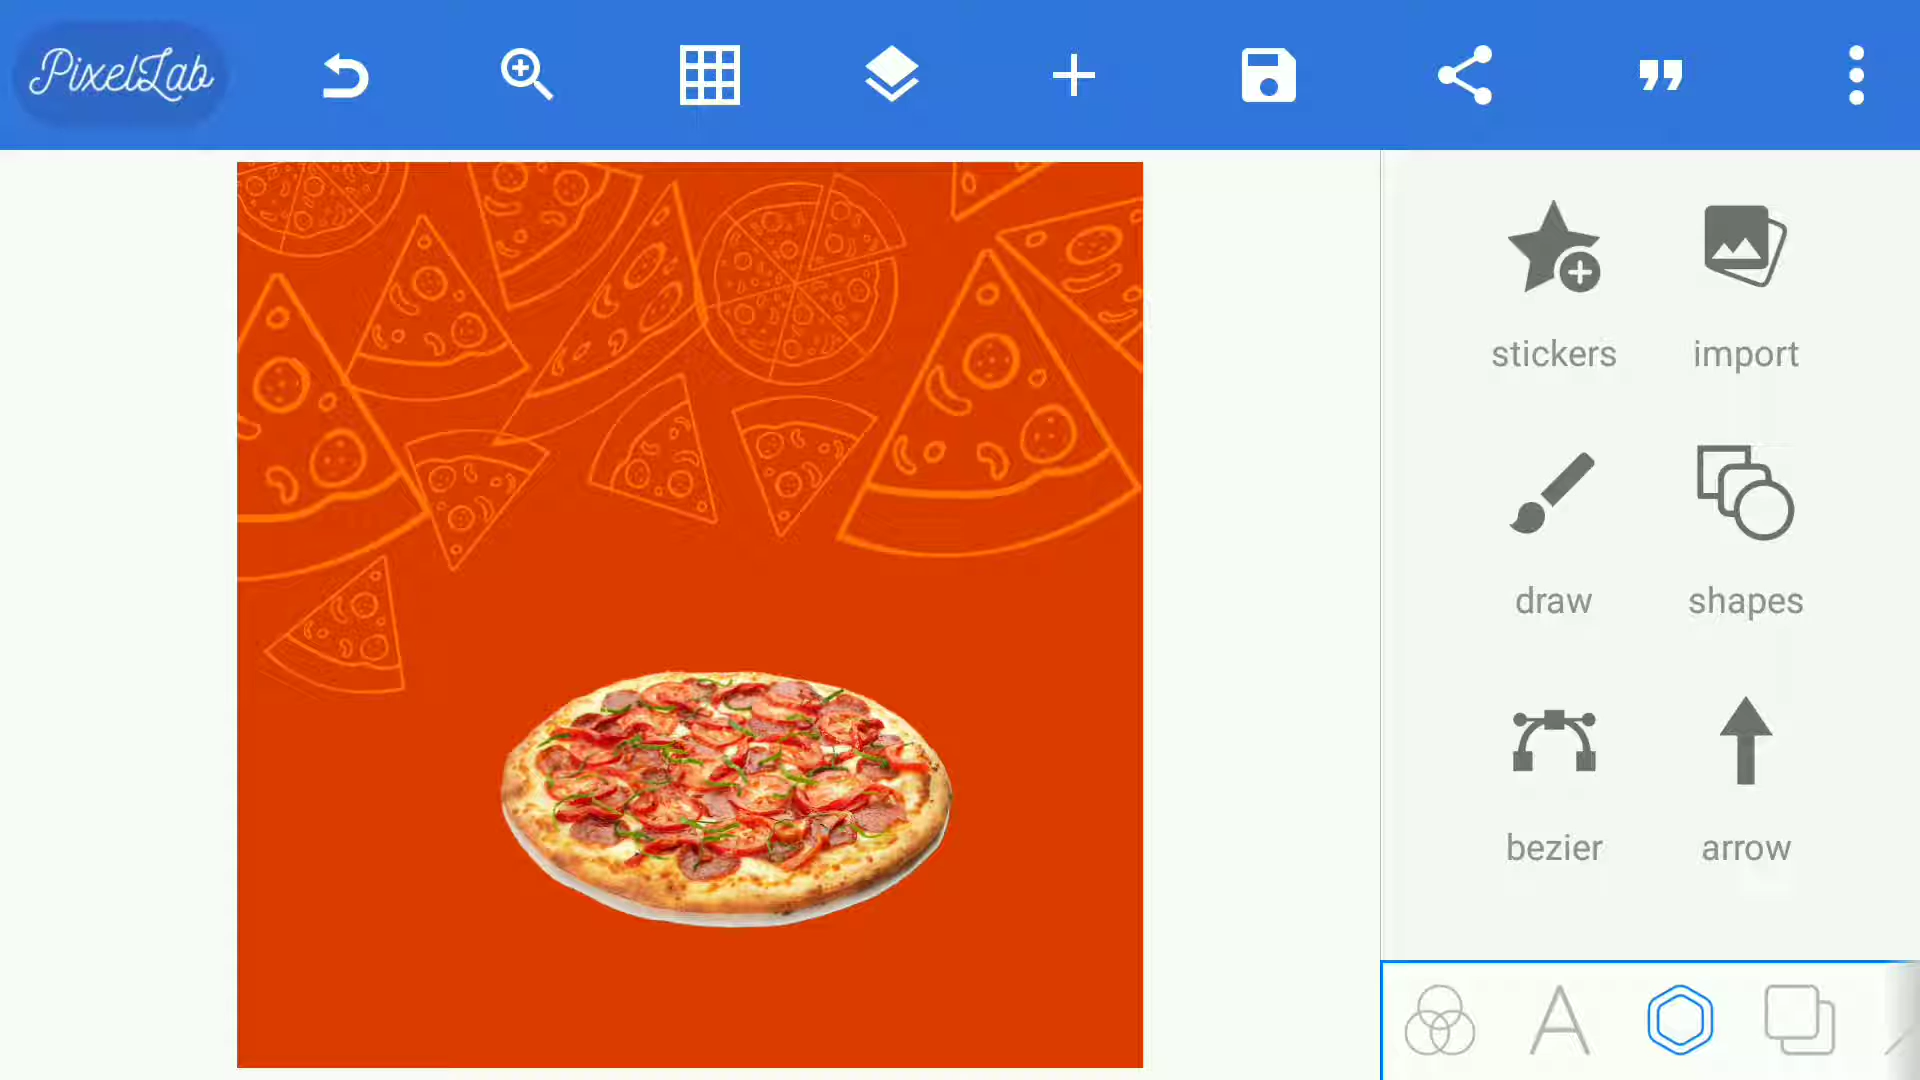 PixelLab
stickers
import
draw
shapes
bezier
arrow